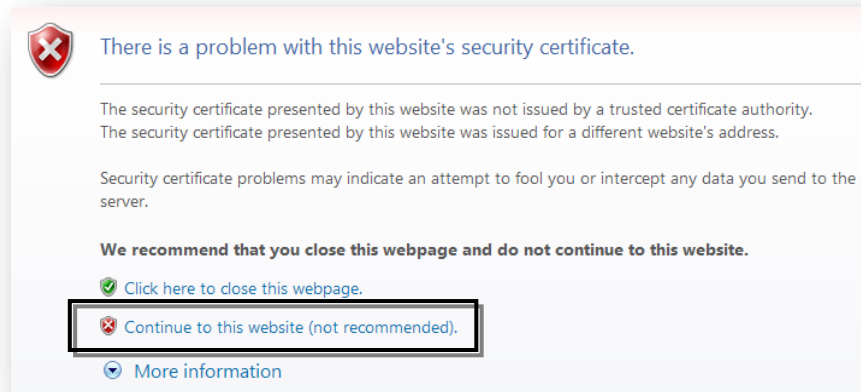 There is a problem with this website's security certificate.
The security certificate presented by this website was not issued by a trusted certificate authority.
The security certificate presented by this website was issued for a different website's address.
Security certificate problems may indicate an attempt to fool you or intercept any data you send to the
server.
We recommend that you close this webpage and do not continue to this website.
Click here to close this webpage.
Continue to this website (not recommended).
More information